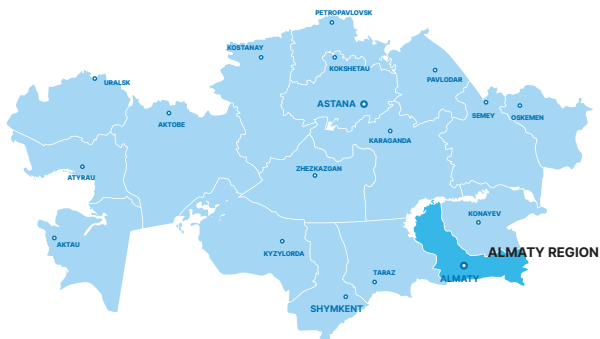 PETROPAVLOVSK
KOSTANAY
KOKSHETAU
URALSK
PAVLODAR
ASTANA
SEMEY
OSKEMEN
AKTOBE
KARAGANDA
ZHEZKAZGAN
ATYRAU
KONAYEV
AKTAU
KYZYLORDA
ALMATY REGION
TARAZ
ALMATY
SHYMKENT